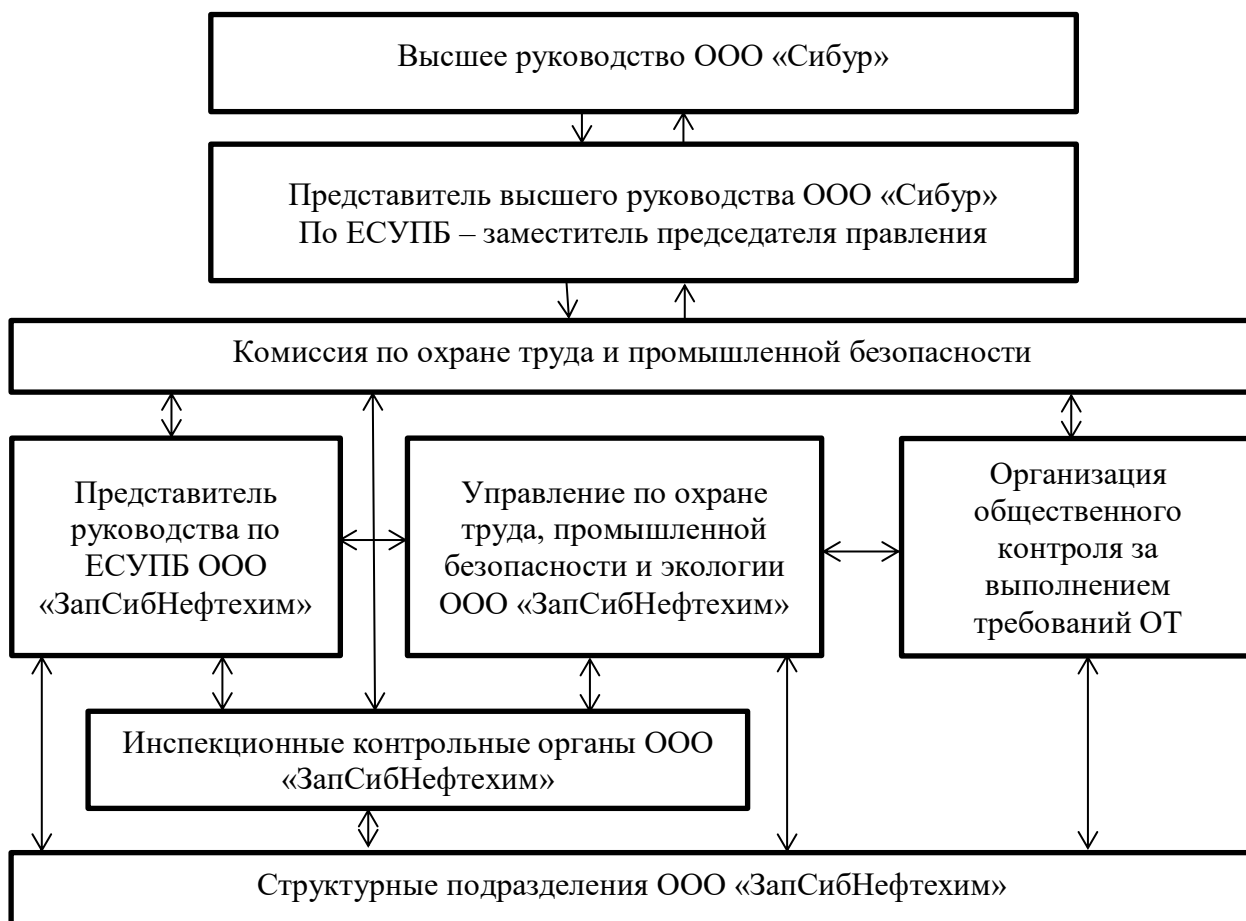 Высшее руководство ООО «Сибур»
Представитель высшего руководства ООО «Сибур»
По ЕСУПБ – заместитель председателя правления
Комиссия по охране труда и промышленной безопасности
Представитель
руководства по
ЕСУПБ ООО
«ЗапСибНефтехим»
Управление по охране
труда, промышленной
безопасности и экологии
ООО «ЗапСибНефтехим»
Организация
общественного
контроля за
выполнением
требований ОТ
Инспекционные контрольные органы ООО
«ЗапСибНефтехим»
Структурные подразделения ООО «ЗапСибНефтехим»